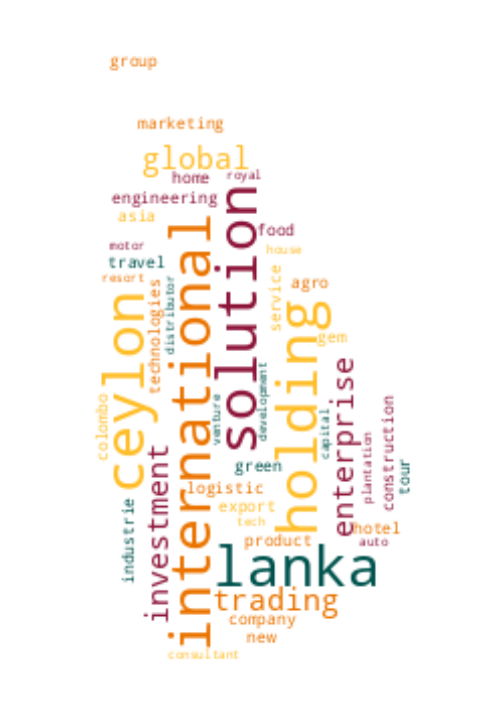 group
marketing
global
home
royal
engineering
asia
solution
international
food
motor
house
travel
resort
service
agro
technologies
distributor
ceylon
holding
gem
enterprise
development
venture
colombo
capital
construction
plantation
tour
green
investment
logistic
industrie
export
tech
hotel
product
auto
lanka
trading
company
new
consultant